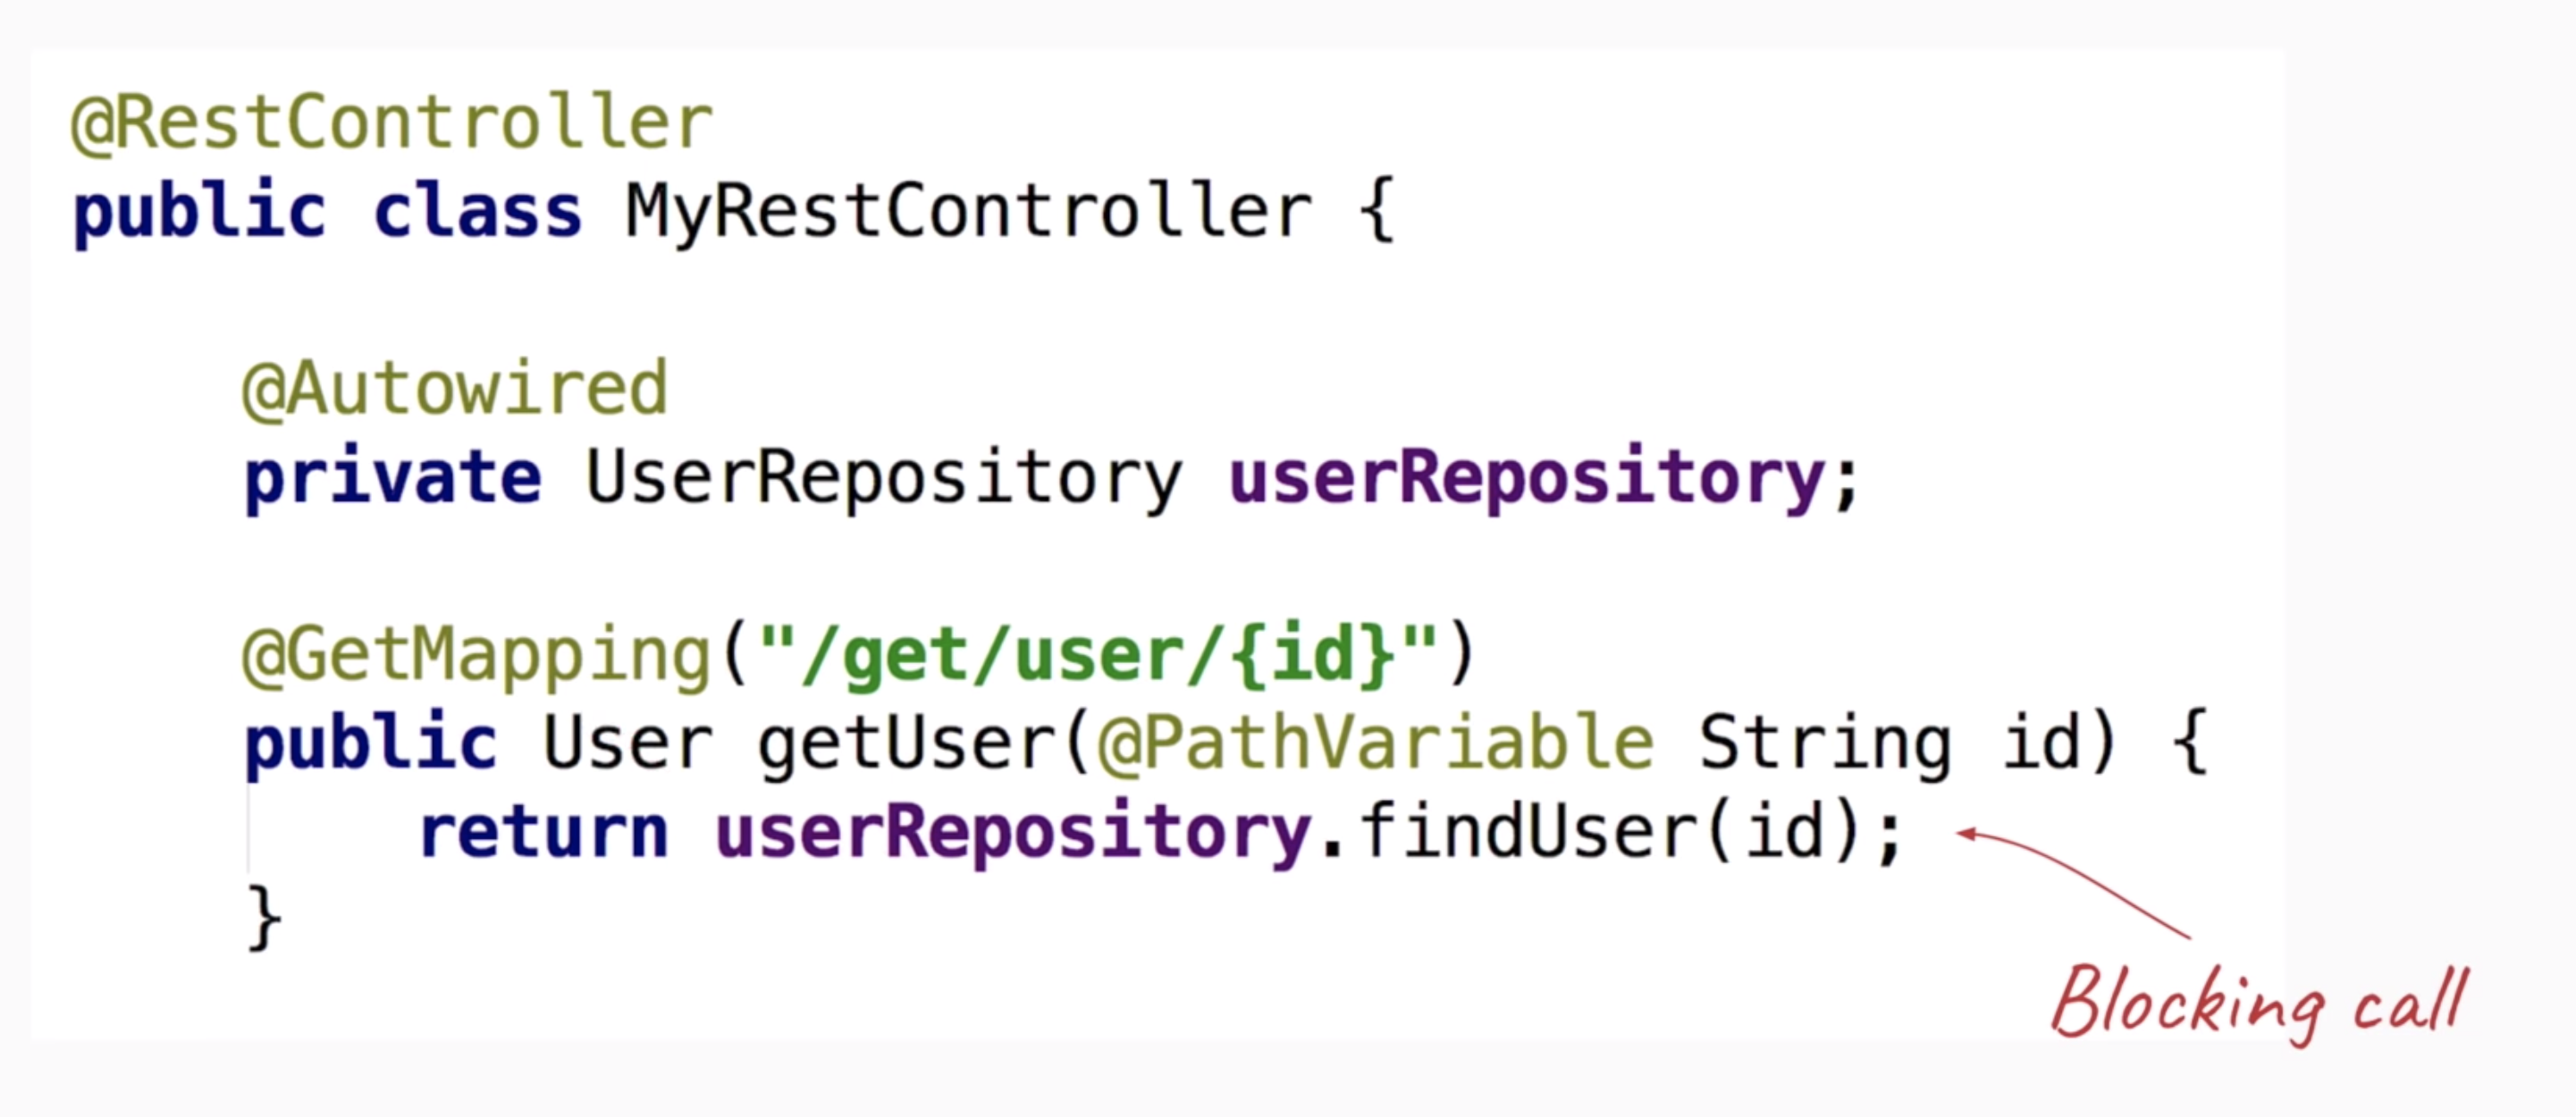 @RestController
public class MyRestController {
@Autowired
private UserRepository userRepository;
@GetMapping("/get/user/{id}")
public User getUser(@PathVariable String id) {
return userRepository.findUser(id);
}
Blocking call